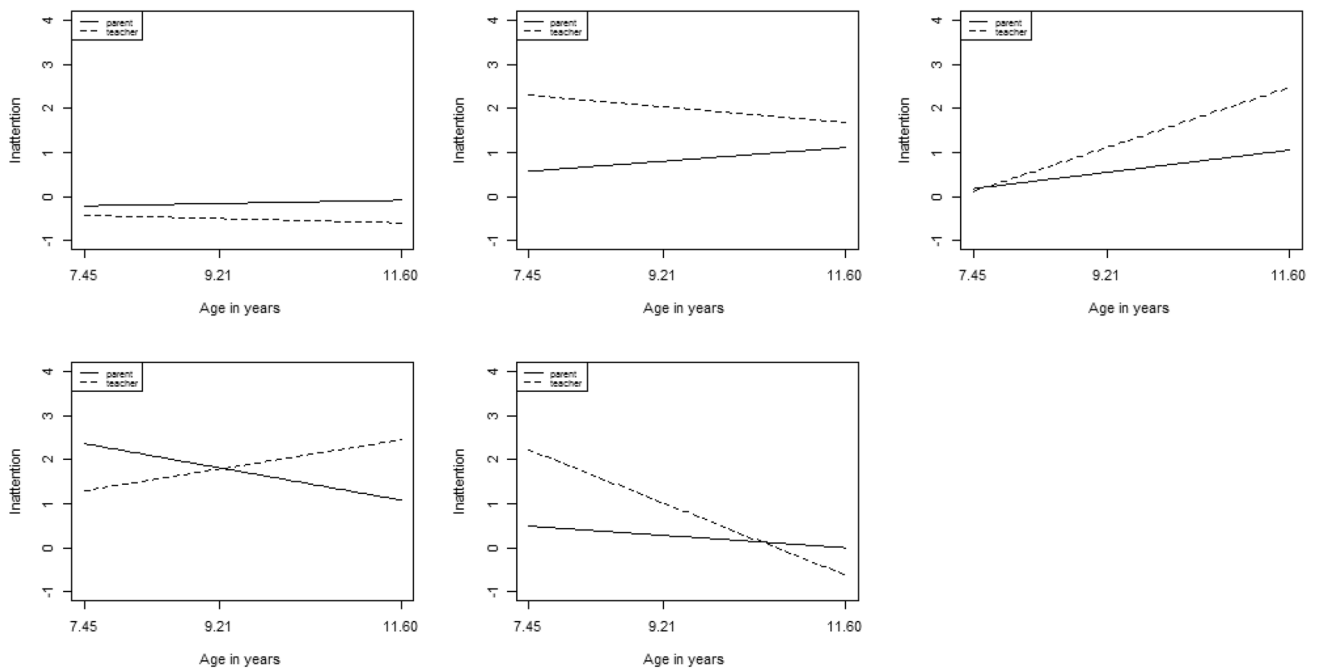 parent
teacher
4
3
2
1
0
-1
Inattention
7.45 9.21 11.60
Age in years
parent
teacher
4
3
2
1
0
-1
Inattention
7.45 9.21 11.60
Age in years
parent
teacher
4
3
2
1
0
-1
Inattention
7.45 9.21 11.60
Age in years
parent
teacher
4
3
2
1
0
-1
Inattention
7.45 9.21 11.60
Age in years
parent
teacher
4
3
2
1
0
-1
Inattention
7.45 9.21 11.60
Age in years